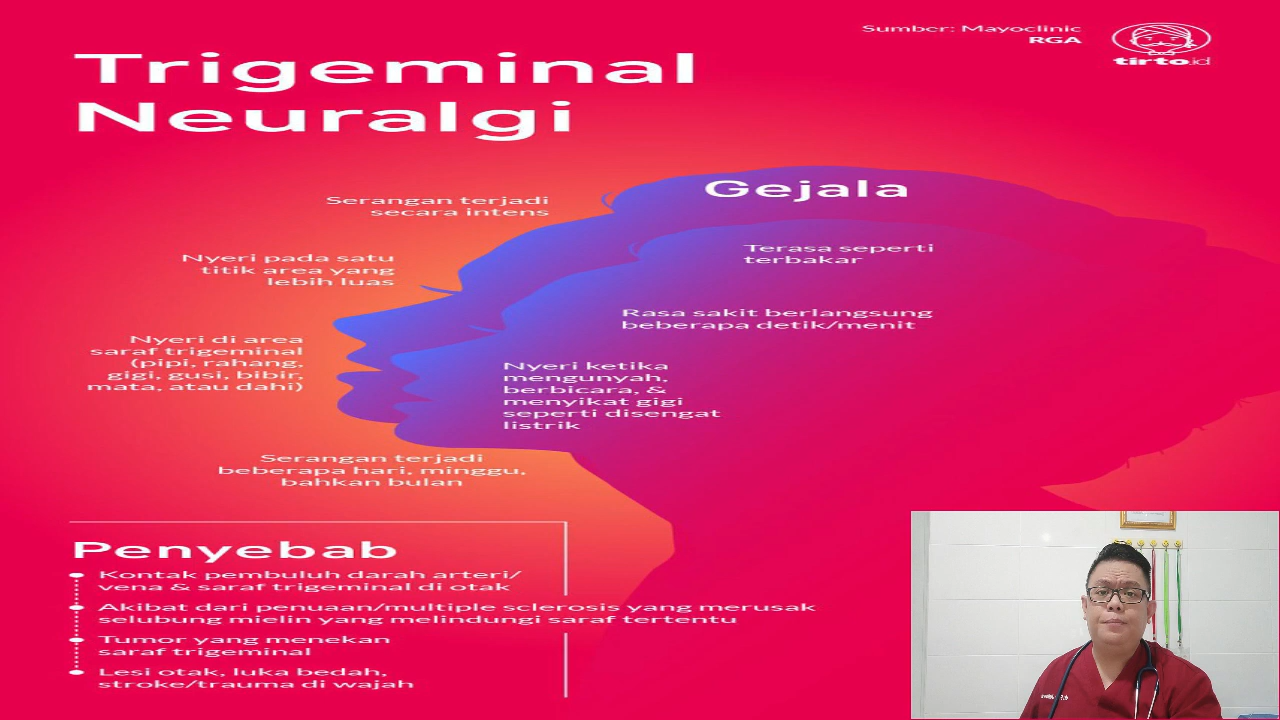 Sumber: Mayoclinic
RGA
tirto.id
Trigeminal
Neuralgi
Gejala
Serangan terjadi
secara intens
Nyeri pada satu
titik area yang
lebih luas
Nyeri di area
saraf trigeminal
(pipi, rahang,
gigi, gusi, bibir,
mata, atau dahi)
Serangan terjadi
beberapa hari, minggu,
bahkan bulan
Terasa seperti
terbakar
Rasa sakit berlangsung
beberapa detik/menit
Nyeri ketika
mengunyah,
berbicara, &
menyikat gigi
seperti disengat
listrik
Penyebab
Kontak pembuluh darah arteri/
vena & saraf trigeminal di otak
Akibat dari penuaan/multiple sclerosis yang merusak
selubung mielin yang melindungi saraf tertentu
Tumor yang menekan
saraf trigeminal
Lesi otak, luka bedah,
stroke/trauma di wajah